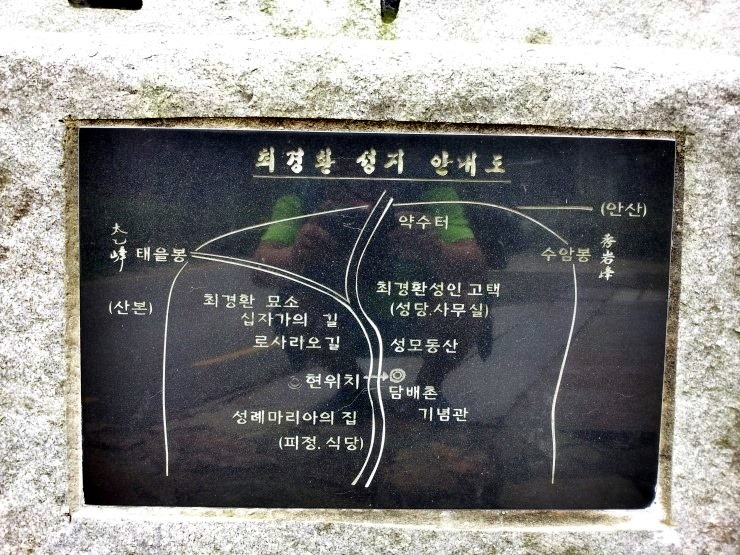 최경환 성지 안내도
(안산)
약수터
太乙峰
태을봉
수암봉
秀岩峰
(산본)
최경환 묘소
십자가의 길
로사리오길
최경환성인 고택
(성당.사무실)
성모동산
현위치
담배촌
기념관
성례마리아의 집
(피정. 식당)